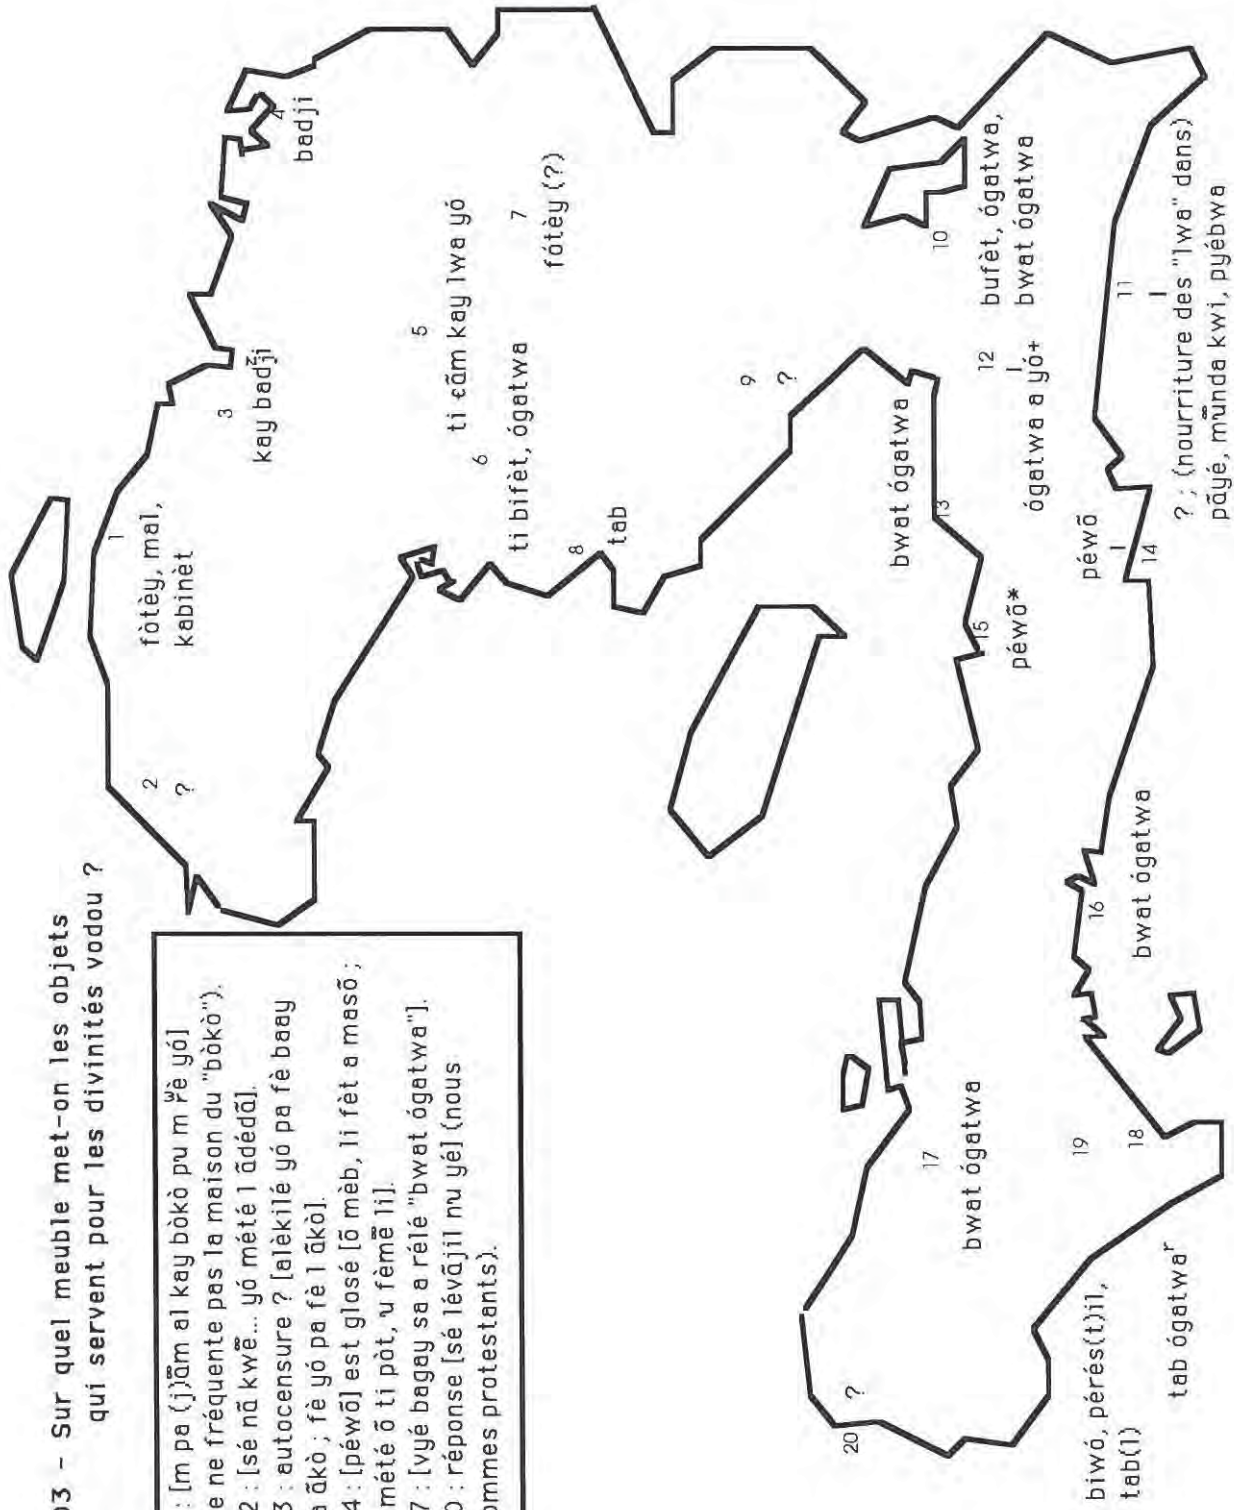 03 - Sur quel meuble met-on les objets
qui servent pour les divinités vodou ?
: [m pa (j)ãm al kay bòkò pu m wè yó]
e ne fréquente pas la maison du "bòkò").
2 : [sé nã kwẽ... yó mété l ãdédã].
3 : autocensure ? [alèkilé yó pa fè baay
a ãkò ; fè yó pa fè l ãkò].
4 : [péwõ] est glosé [õ mèb, li fèt a masõ ;
mété õ ti pòt, u fèmẽ li].
7 : [vyé bagay sa a rélé "bwat ógatwa"].
0 : réponse [sé lévãjil nu yé] (nous
ommes protestants).
1
fòtèy, mal,
kabinèt
2
?
3
kay badji
4
badji
5
ti cãm kay lwa yó
6
ti bifèt, ógatwa
7
fótèy (?)
8
tab
9
?
10
bufèt, ógatwa,
bwat ógatwa
11
? ; (nourriture des "lwa" dans)
pãyé, mũnda kwi, pyébwa
12
ógatwa a yó+
13
bwat ógatwa
14
péwõ
15
péwõ*
16
bwat ógatwa
17
bwat ógatwa
18
tab ógatwaʳ
19
biwó, pérés(t)il,
tab(l)
20
?